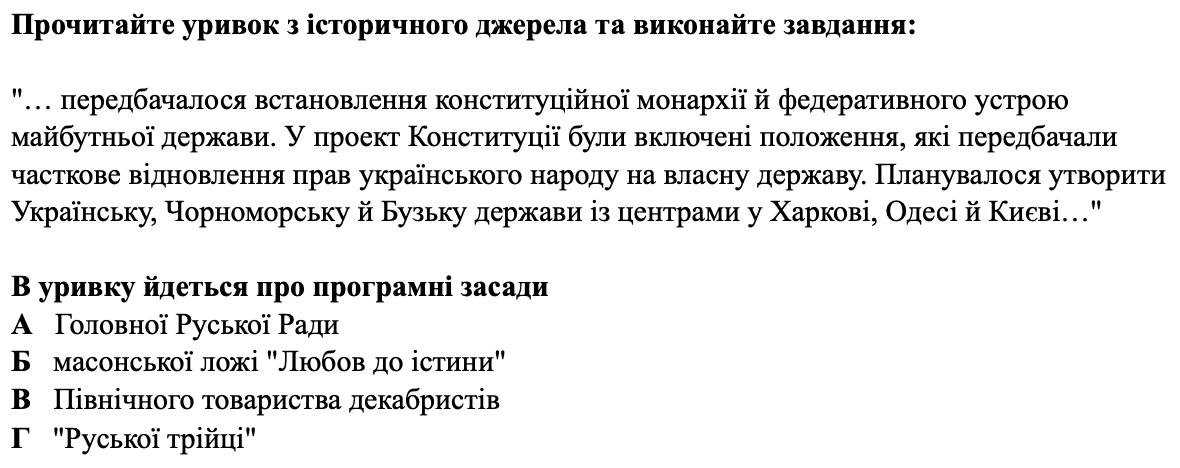 Прочитайте уривок з історичного джерела та виконайте завдання:
"… передбачалося встановлення конституційної монархії й федеративного устрою
майбутньої держави. У проект Конституції були включені положення, які передбачали
часткове відновлення прав українського народу на власну державу. Планувалося утворити
Українську, Чорноморську й Бузьку держави із центрами у Харкові, Одесі й Києві…"
В уривку йдеться про програмні засади
А Головної Руської Ради
Б масонської ложі "Любов до істини"
В Північного товариства декабристів
Г "Руської трійці"